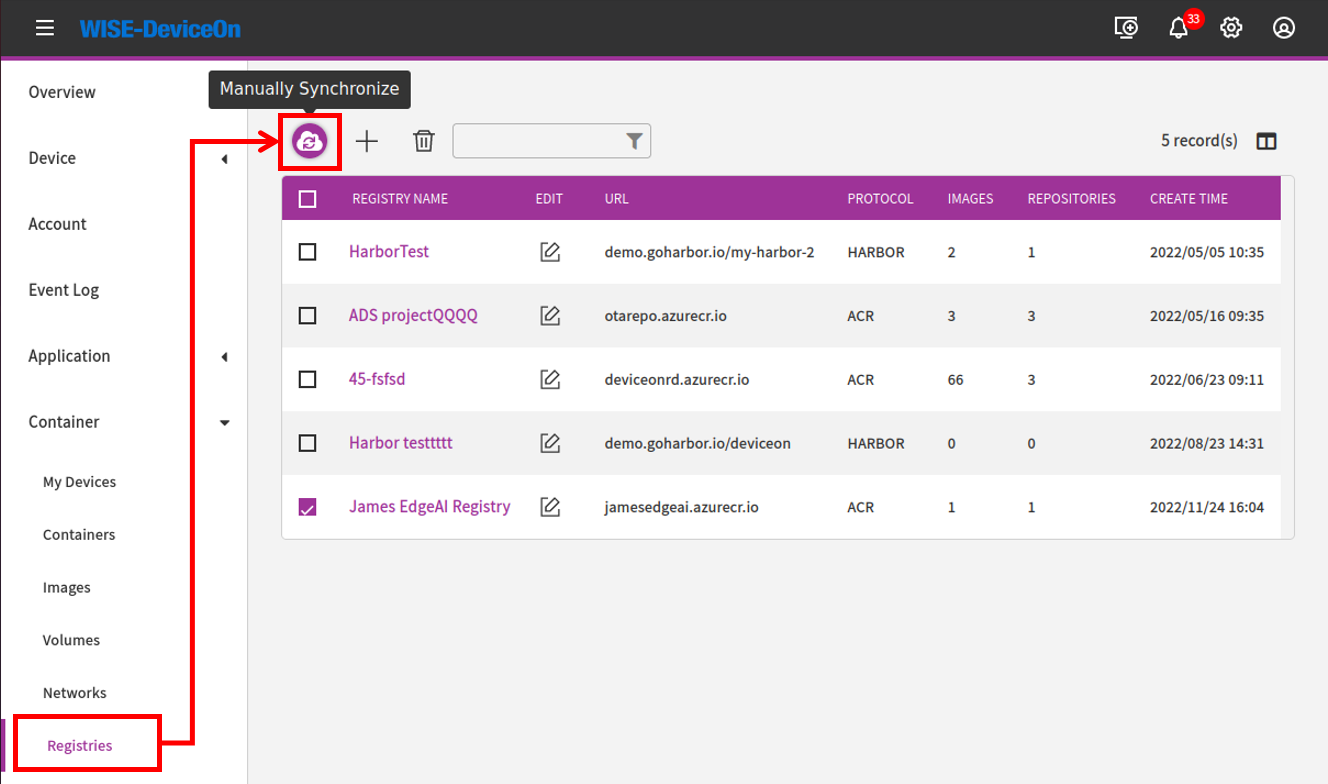 WISE-DeviceOn
33
Overview
Device
Account
Event Log
Application
Container
My Devices
Containers
Images
Volumes
Networks
Registries
Manually Synchronize
5 record(s)
REGISTRY NAME EDIT URL PROTOCOL IMAGES REPOSITORIES CREATE TIME
HarborTest demo.goharbor.io/my-harbor-2 HARBOR 2 1 2022/05/05 10:35
ADS projectQQQQ otarepo.azurecr.io ACR 3 3 2022/05/16 09:35
45-fsfsd deviceonrd.azurecr.io ACR 66 3 2022/06/23 09:11
Harbor testtttt demo.goharbor.io/deviceon HARBOR 0 0 2022/08/23 14:31
James EdgeAI Registry jamesedgeai.azurecr.io ACR 1 1 2022/11/24 16:04